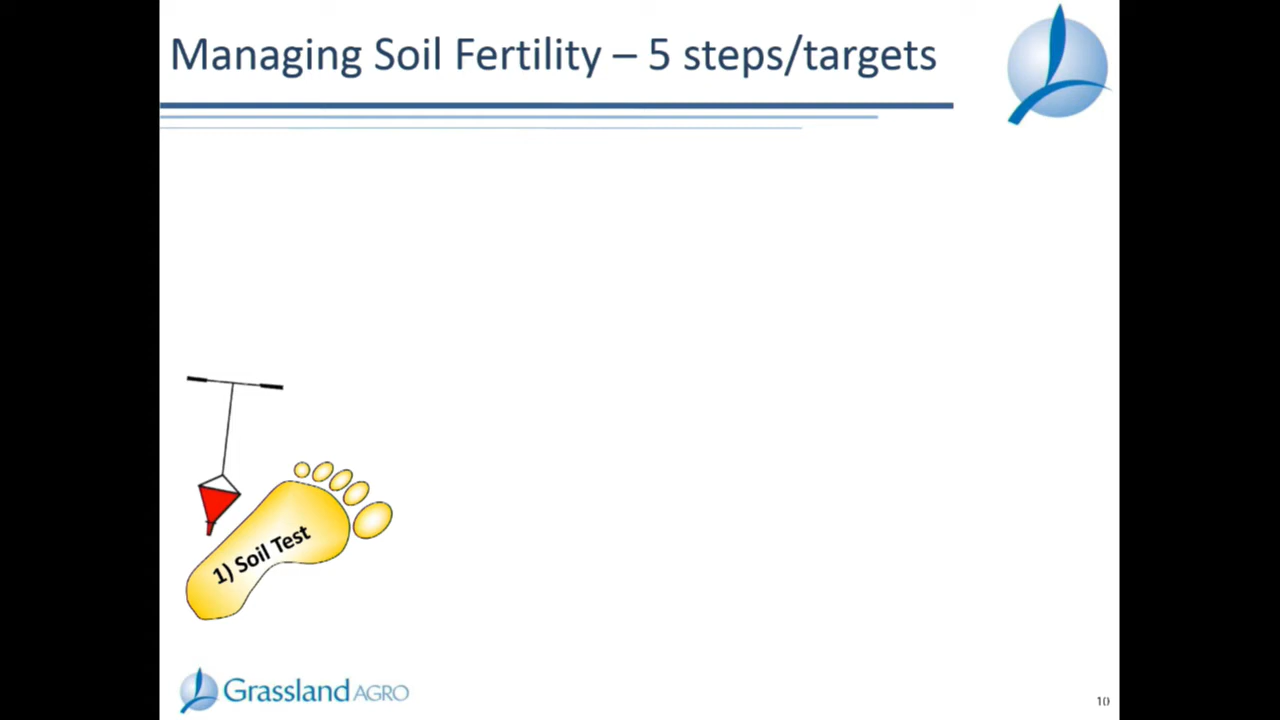 Managing Soil Fertility – 5 steps/targets
1) Soil Test
Grassland AGRO
10